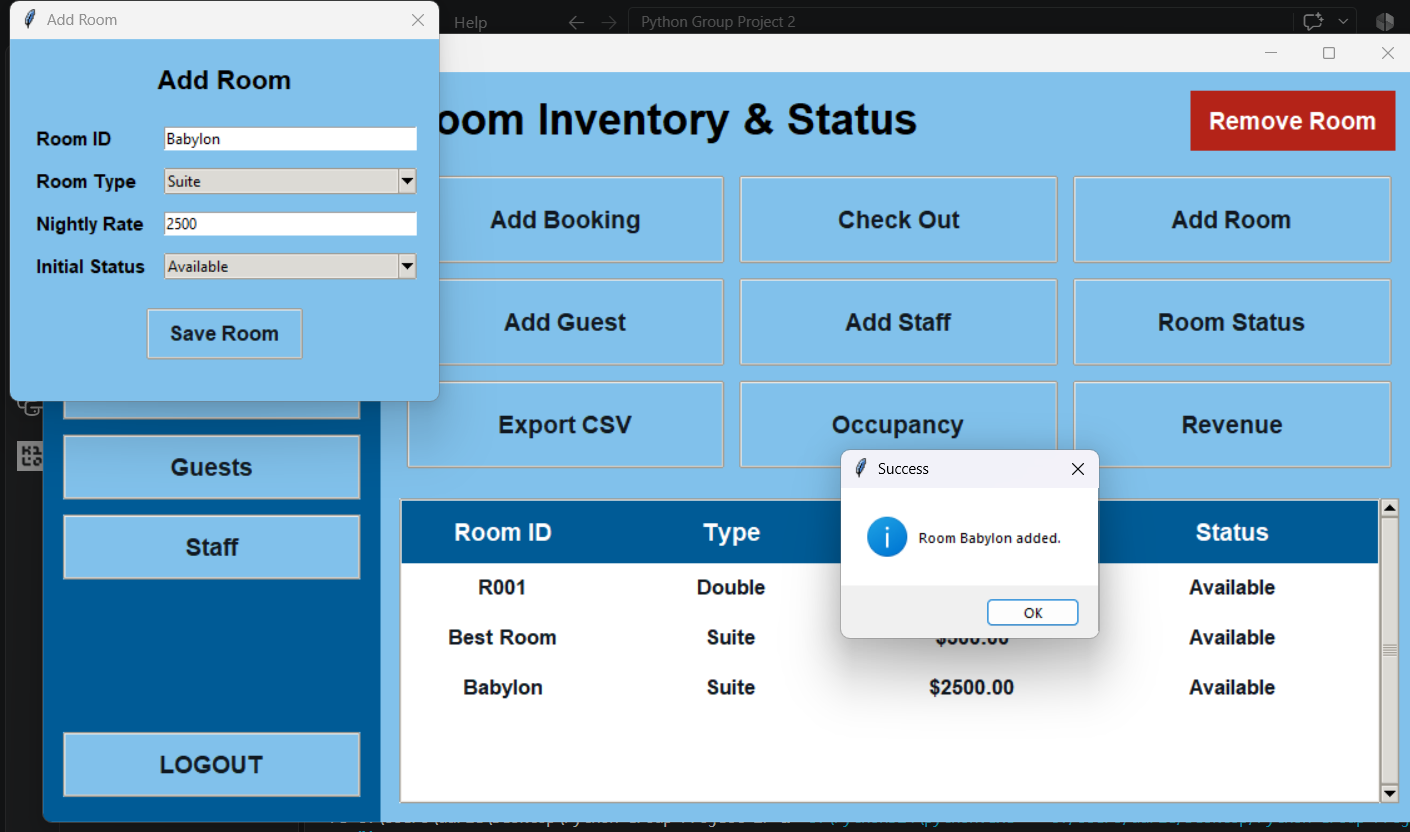 Add Room
Help
Python Group Project 2
Add Room
Room ID
Babylon
Room Type
Suite
Nightly Rate
2500
Initial Status
Available
Save Room
oom Inventory & Status
Remove Room
Add Booking
Check Out
Add Room
Add Guest
Add Staff
Room Status
Export CSV
Occupancy
Revenue
Guests
Staff
LOGOUT
Success
Room Babylon added.
OK
Room ID
Type
Status
R001
Double
Available
Best Room
Suite
Available
Babylon
Suite
$2500.00
Available